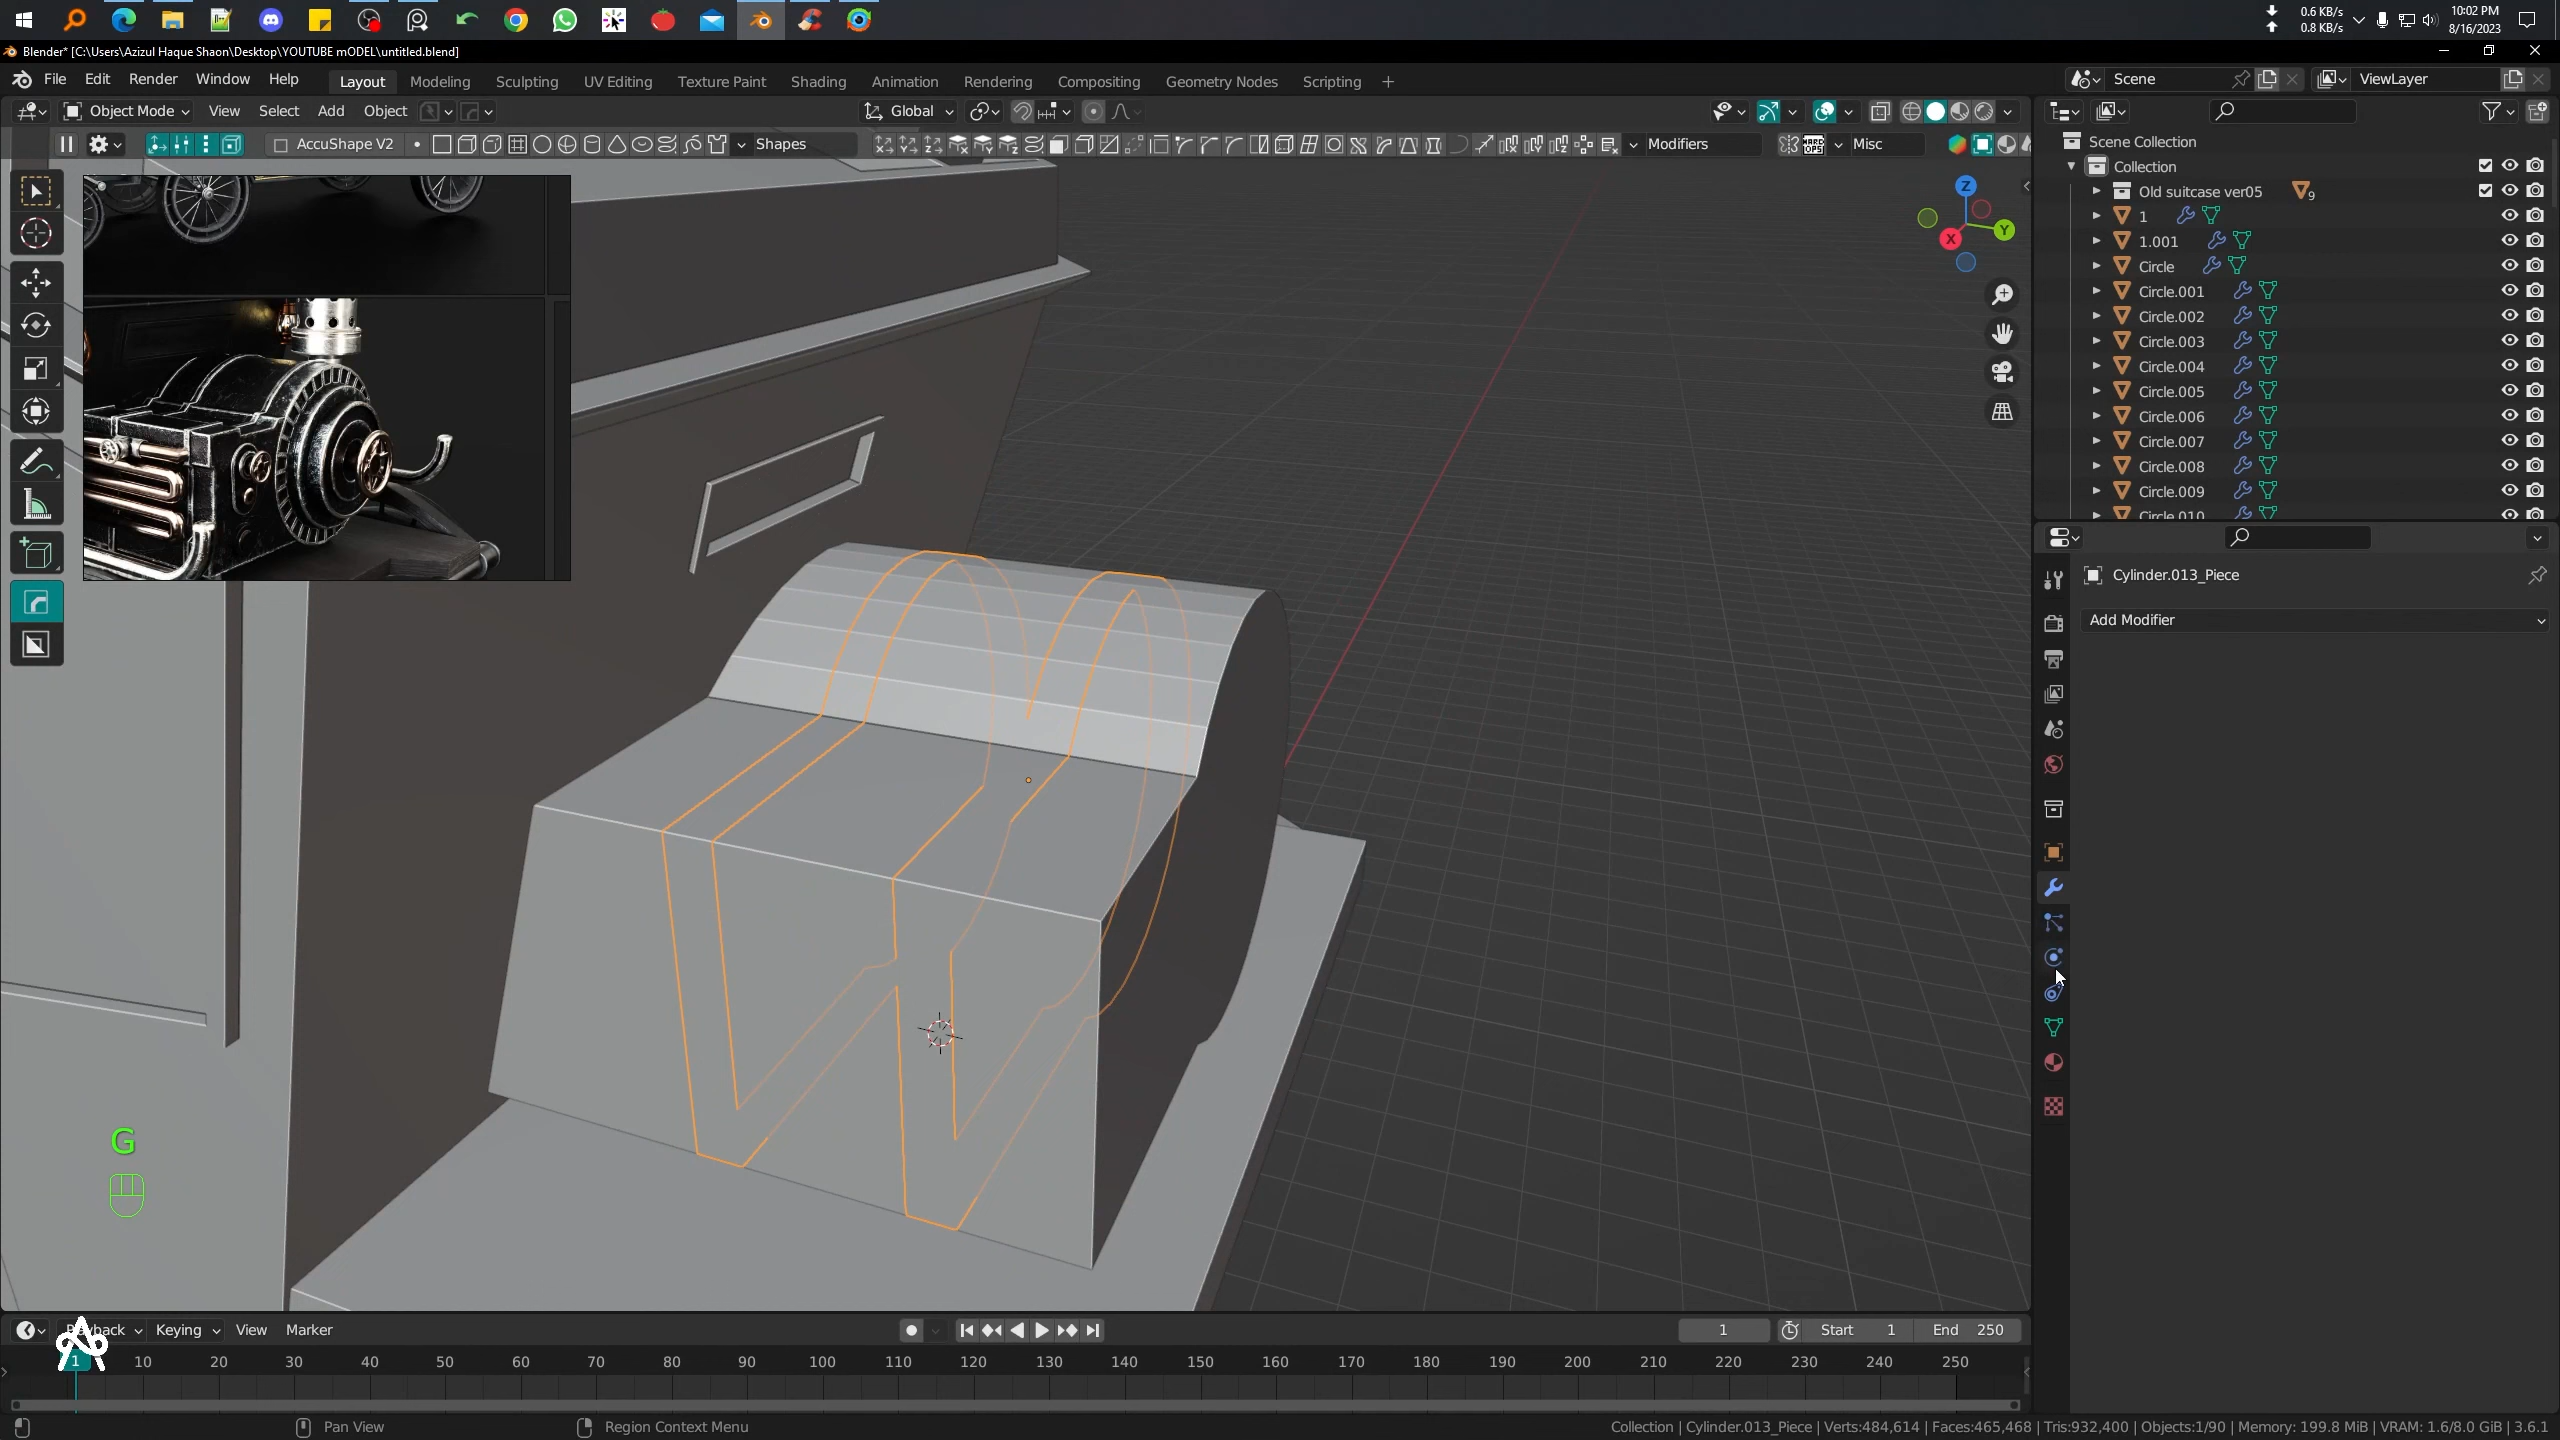 0.6 KB/s
0.8 KB/s
10:02 PM
8/16/2023
Blender* [C:\Users\Azizul Haque Shaon\Desktop\YOUTUBE mODEL\untitled.blend]
File Edit Render Window Help Layout Modeling Sculpting UV Editing Texture Paint Shading Animation Rendering Compositing Geometry Nodes Scripting + Scene ViewLayer
Object Mode View Select Add Object Global
AccuShape V2 Shapes Modifiers HARD OPS Misc
Z
Y
X
Scene Collection
Collection
Old suitcase ver05 9
1
1.001
Circle
Circle.001
Circle.002
Circle.003
Circle.004
Circle.005
Circle.006
Circle.007
Circle.008
Circle.009
Circle.010
Cylinder.013_Piece
Add Modifier
G
Playback Keying View Marker 1 Start 1 End 250
1 10 20 30 40 50 60 70 80 90 100 110 120 130 140 150 160 170 180 190 200 210 220 230 240 250
Pan View Region Context Menu Collection | Cylinder.013_Piece | Verts:484,614 | Faces:465,468 | Tris:932,400 | Objects:1/90 | Memory: 199.8 MiB | VRAM: 1.6/8.0 GiB | 3.6.1